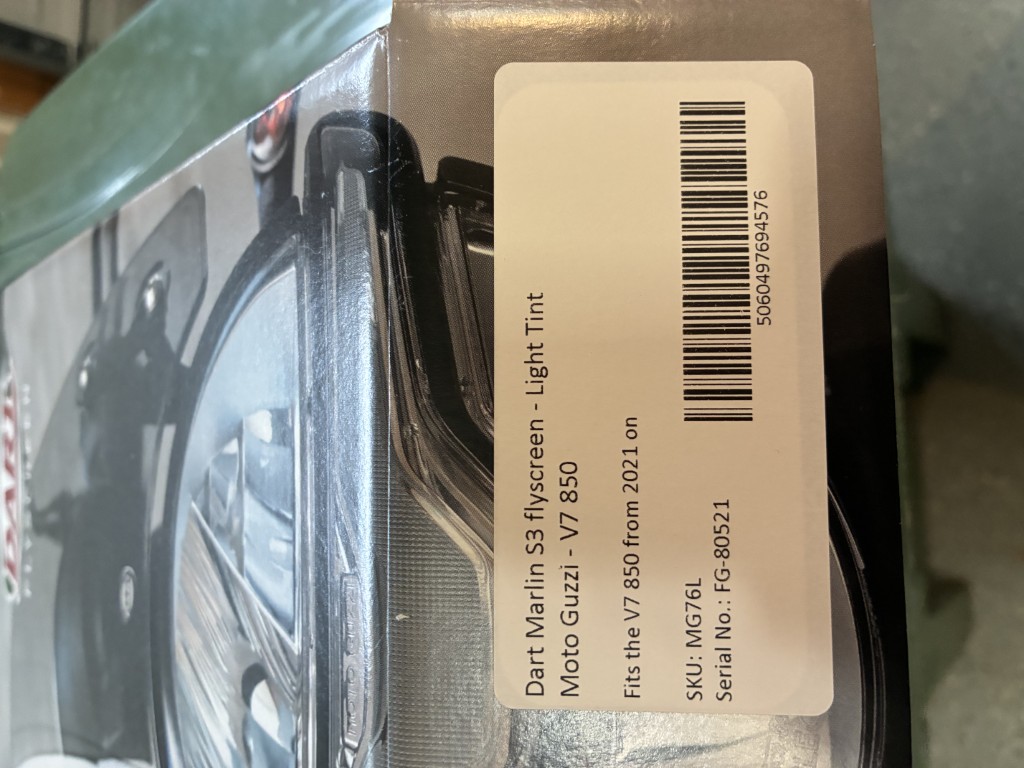 Dart Marlin S3 flyscreen - Light Tint
Moto Guzzi - V7 850
Fits the V7 850 from 2021 on
SKU: MG76L
Serial No.: FG-80521
5060497694576
DART